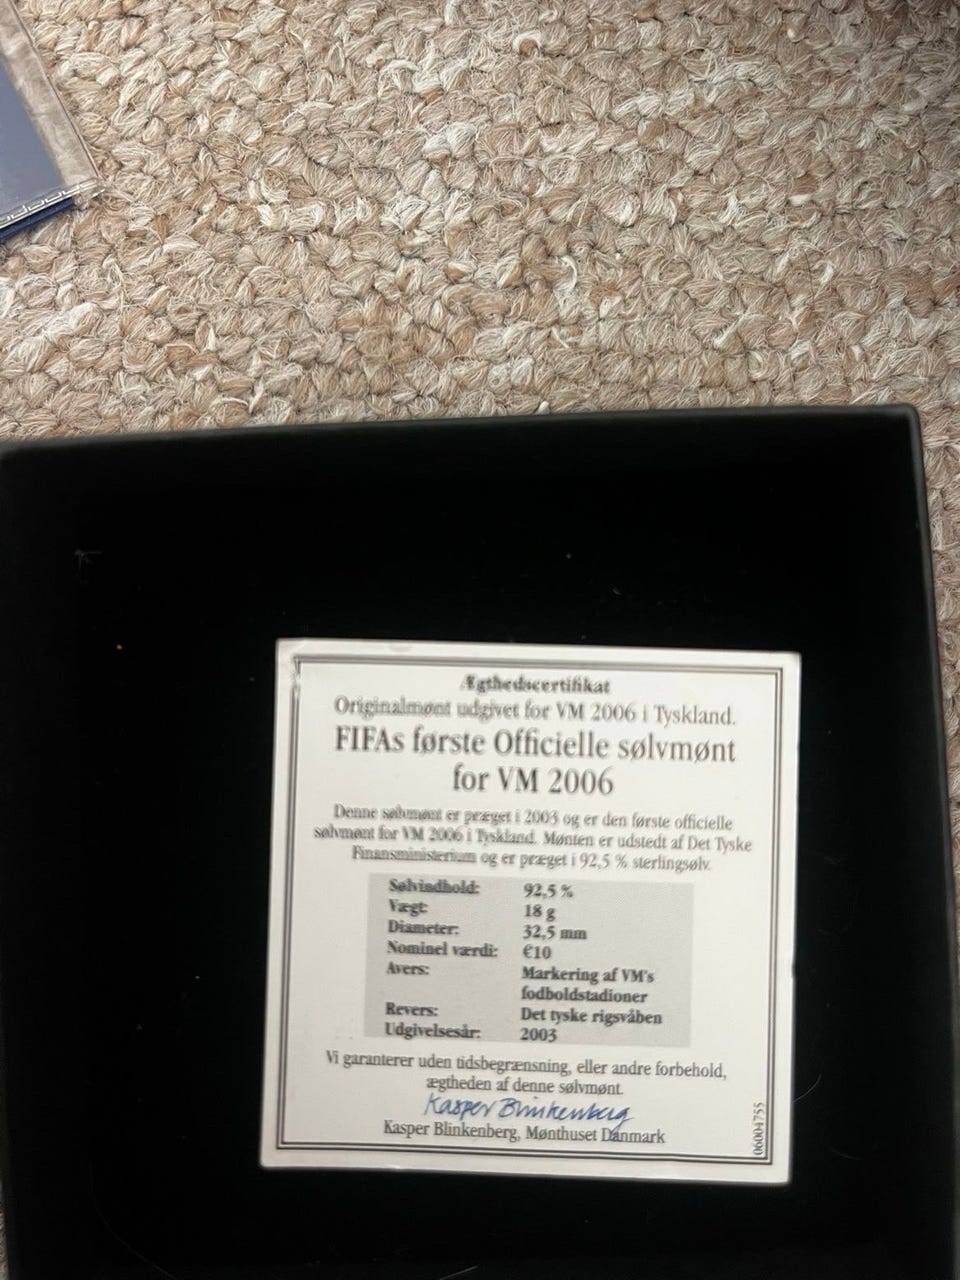 Ægthedscertifikat
Originalmønt udgivet for VM 2006 i Tyskland.
FIFAs første Officielle sølvmønt
for VM 2006
Denne sølvmønt er præget i 2003 og er den første officielle
sølvmønt for VM 2006 i Tyskland. Mønten er udstedt af Det Tyske
Finansministerium og er præget i 92,5 % sterlingsølv.
Sølvindhold: 92,5 %
Vægt: 18 g
Diameter: 32,5 mm
Nominel værdi: €10
Avers: Markering af VM's
fodboldstadioner
Revers: Det tyske rigsvåben
Udgivelsesår: 2003
Vi garanterer uden tidsbegrænsning, eller andre forbehold,
ægtheden af denne sølvmønt.
Kasper Blinkenberg
Kasper Blinkenberg, Mønthuset Danmark
06004755